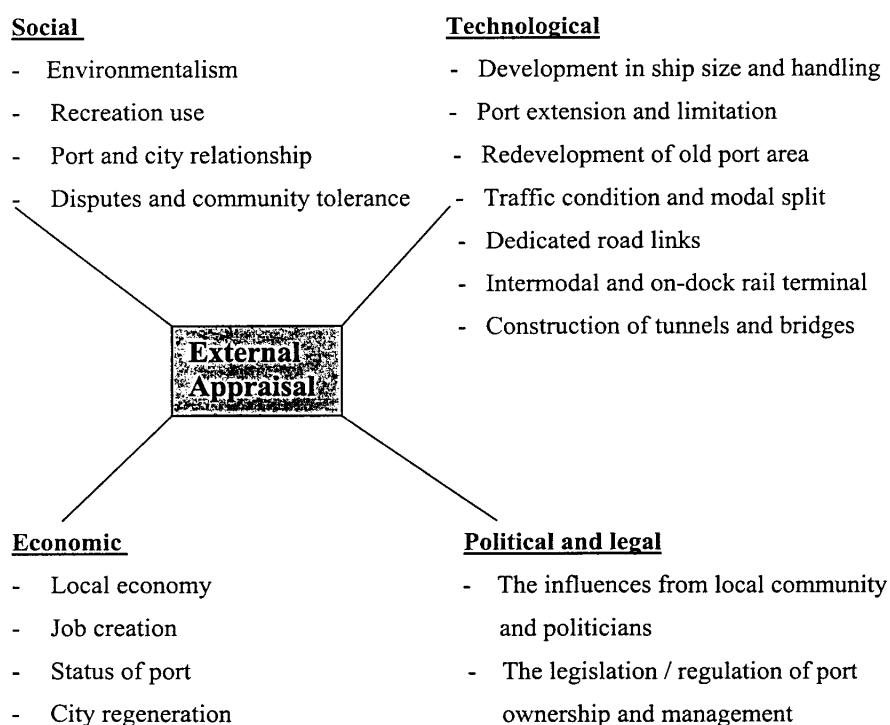 Social
- Environmentalism
- Recreation use
- Port and city relationship
- Disputes and community tolerance
Technological
- Development in ship size and handling
- Port extension and limitation
- Redevelopment of old port area
- Traffic condition and modal split
- Dedicated road links
- Intermodal and on-dock rail terminal
- Construction of tunnels and bridges
External
Appraisal
Economic
- Local economy
- Job creation
- Status of port
- City regeneration
Political and legal
- The influences from local community
and politicians
- The legislation / regulation of port
ownership and management